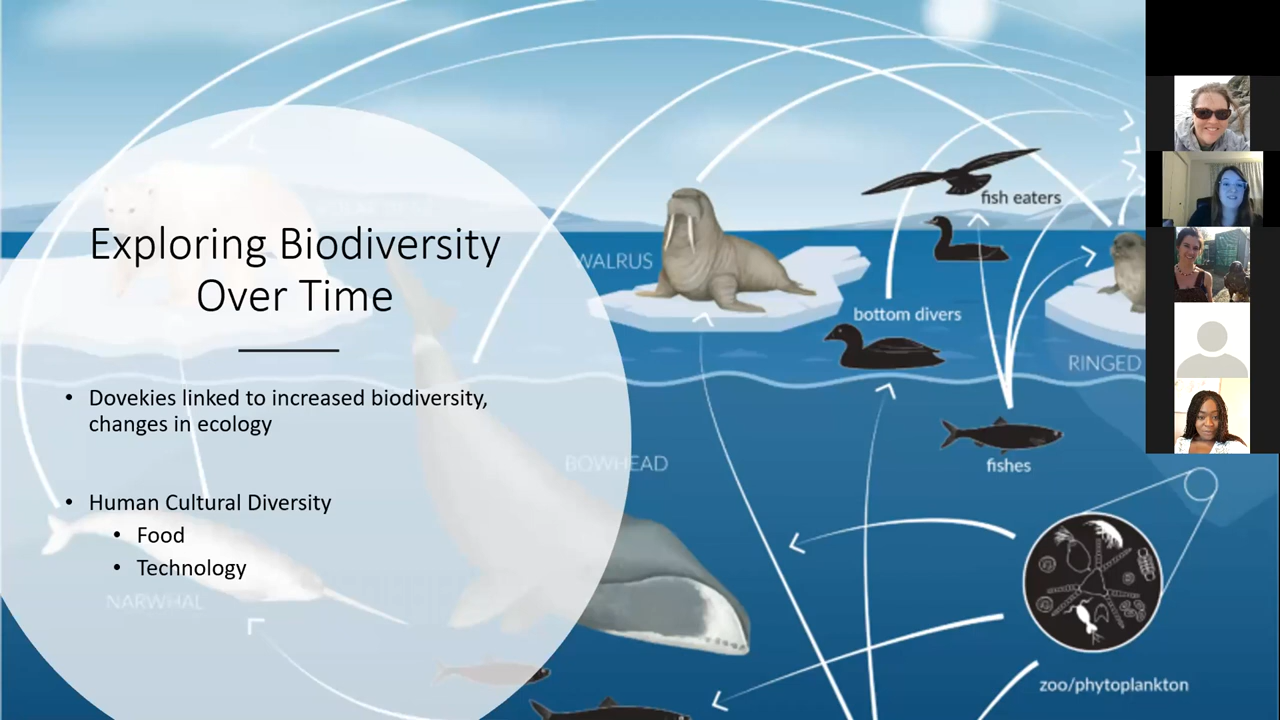 Exploring Biodiversity
Over Time
• Dovekies linked to increased biodiversity,
changes in ecology
• Human Cultural Diversity
• Food
• Technology
NARWHAL
BOWHEAD
WALRUS
fish eaters
bottom divers
RINGED
fishes
zoo/phytoplankton